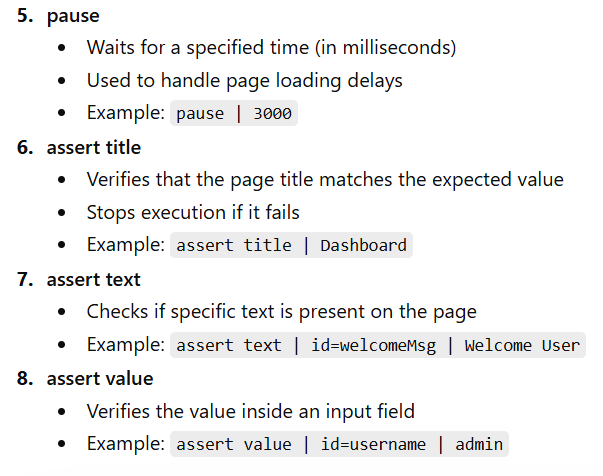 5. pause
• Waits for a specified time (in milliseconds)
• Used to handle page loading delays
• Example: pause | 3000
6. assert title
• Verifies that the page title matches the expected value
• Stops execution if it fails
• Example: assert title | Dashboard
7. assert text
• Checks if specific text is present on the page
• Example: assert text | id=welcomeMsg | Welcome User
8. assert value
• Verifies the value inside an input field
• Example: assert value | id=username | admin